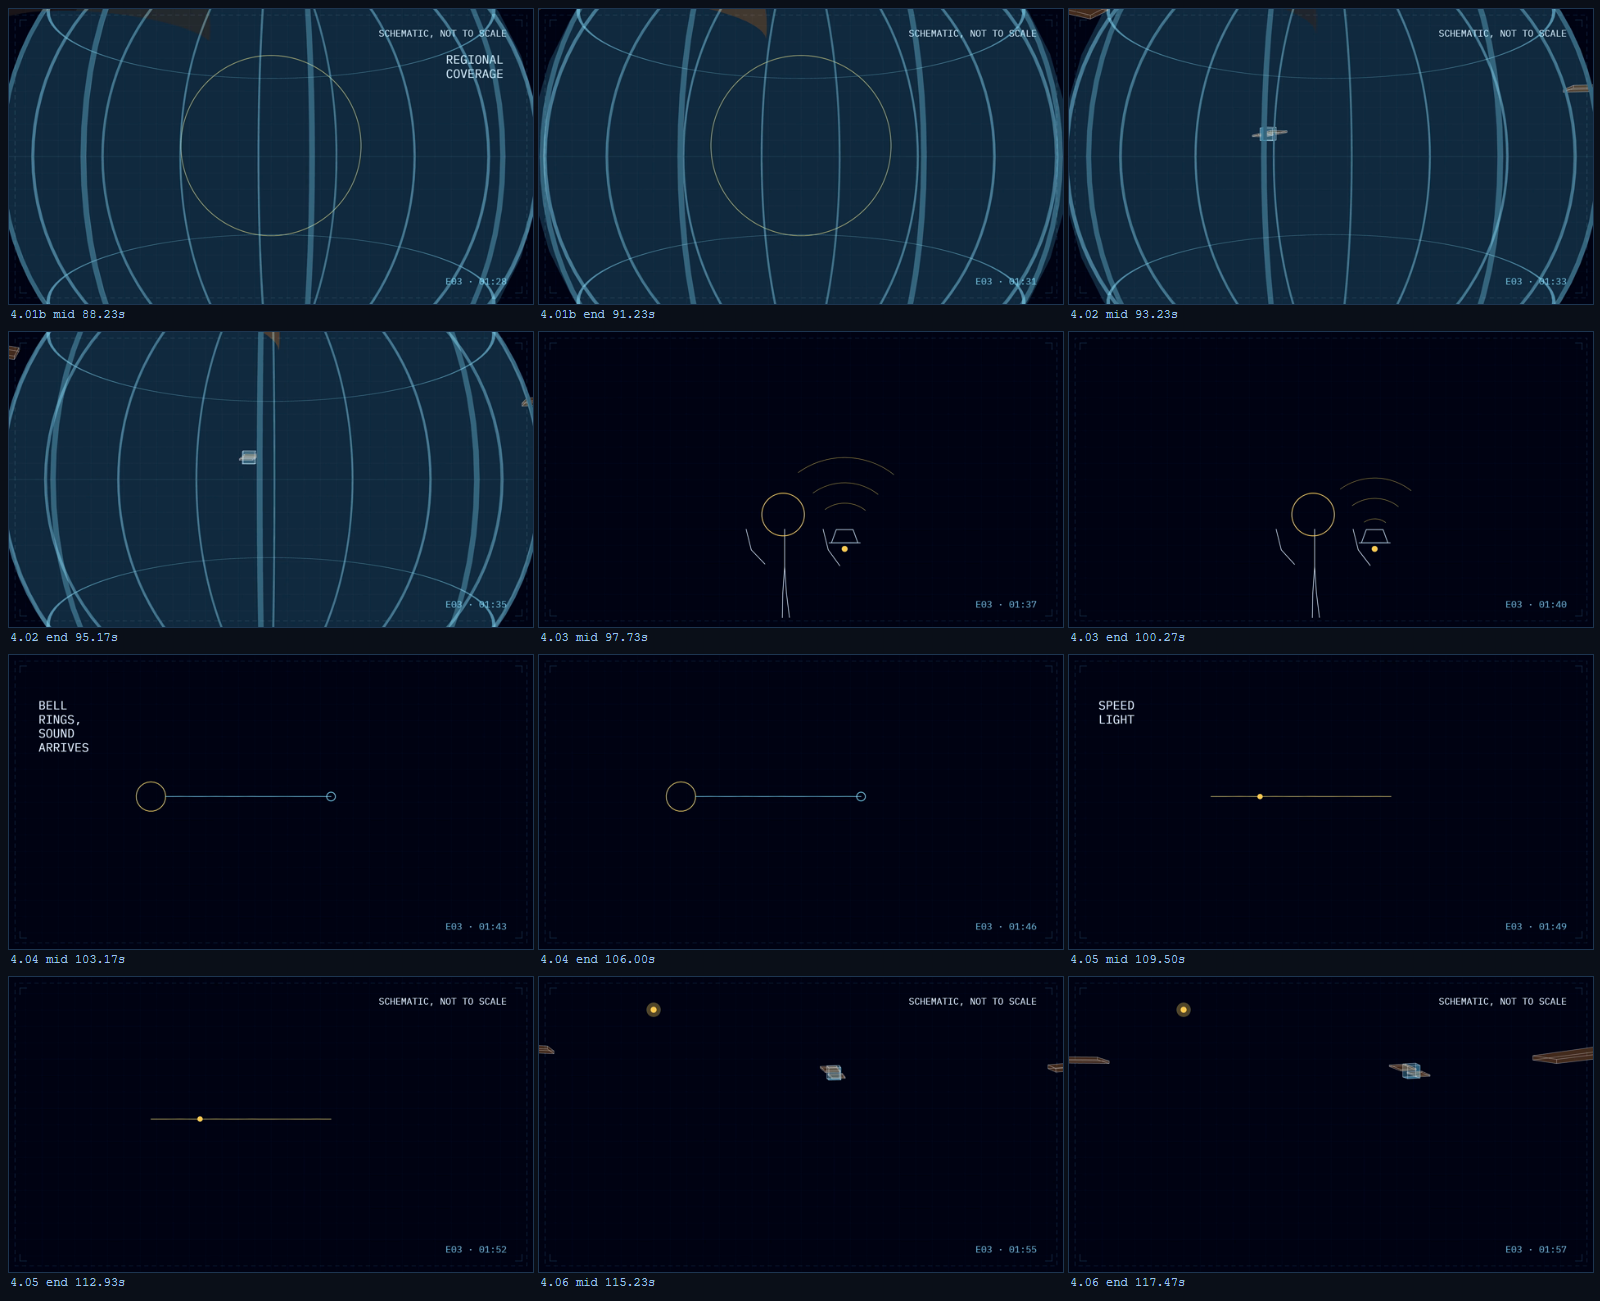 SCHEMATIC, NOT TO SCALE
REGIONAL
COVERAGE
E03 · 01:28
4.01b mid 88.23s
SCHEMATIC, NOT TO SCALE
E03 · 01:31
4.01b end 91.23s
SCHEMATIC, NOT TO SCALE
E03 · 01:33
4.02 mid 93.23s
E03 · 01:35
4.02 end 95.17s
E03 · 01:37
4.03 mid 97.73s
E03 · 01:40
4.03 end 100.27s
BELL
RINGS,
SOUND
ARRIVES
E03 · 01:43
4.04 mid 103.17s
E03 · 01:46
4.04 end 106.00s
SPEED
LIGHT
E03 · 01:49
4.05 mid 109.50s
SCHEMATIC, NOT TO SCALE
E03 · 01:52
4.05 end 112.93s
SCHEMATIC, NOT TO SCALE
E03 · 01:55
4.06 mid 115.23s
SCHEMATIC, NOT TO SCALE
E03 · 01:57
4.06 end 117.47s